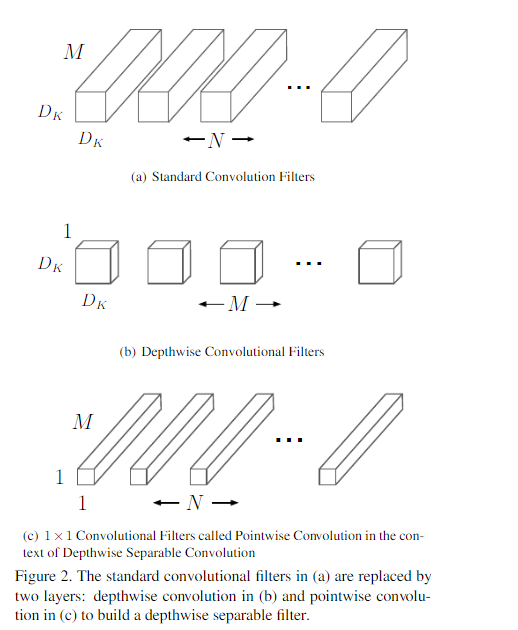 M
D_K
D_K
N
...
(a) Standard Convolution Filters
1
D_K
D_K
M
...
(b) Depthwise Convolutional Filters
M
1
1
N
...
(c) 1 × 1 Convolutional Filters called Pointwise Convolution in the con-
text of Depthwise Separable Convolution
Figure 2. The standard convolutional filters in (a) are replaced by
two layers: depthwise convolution in (b) and pointwise convolu-
tion in (c) to build a depthwise separable filter.